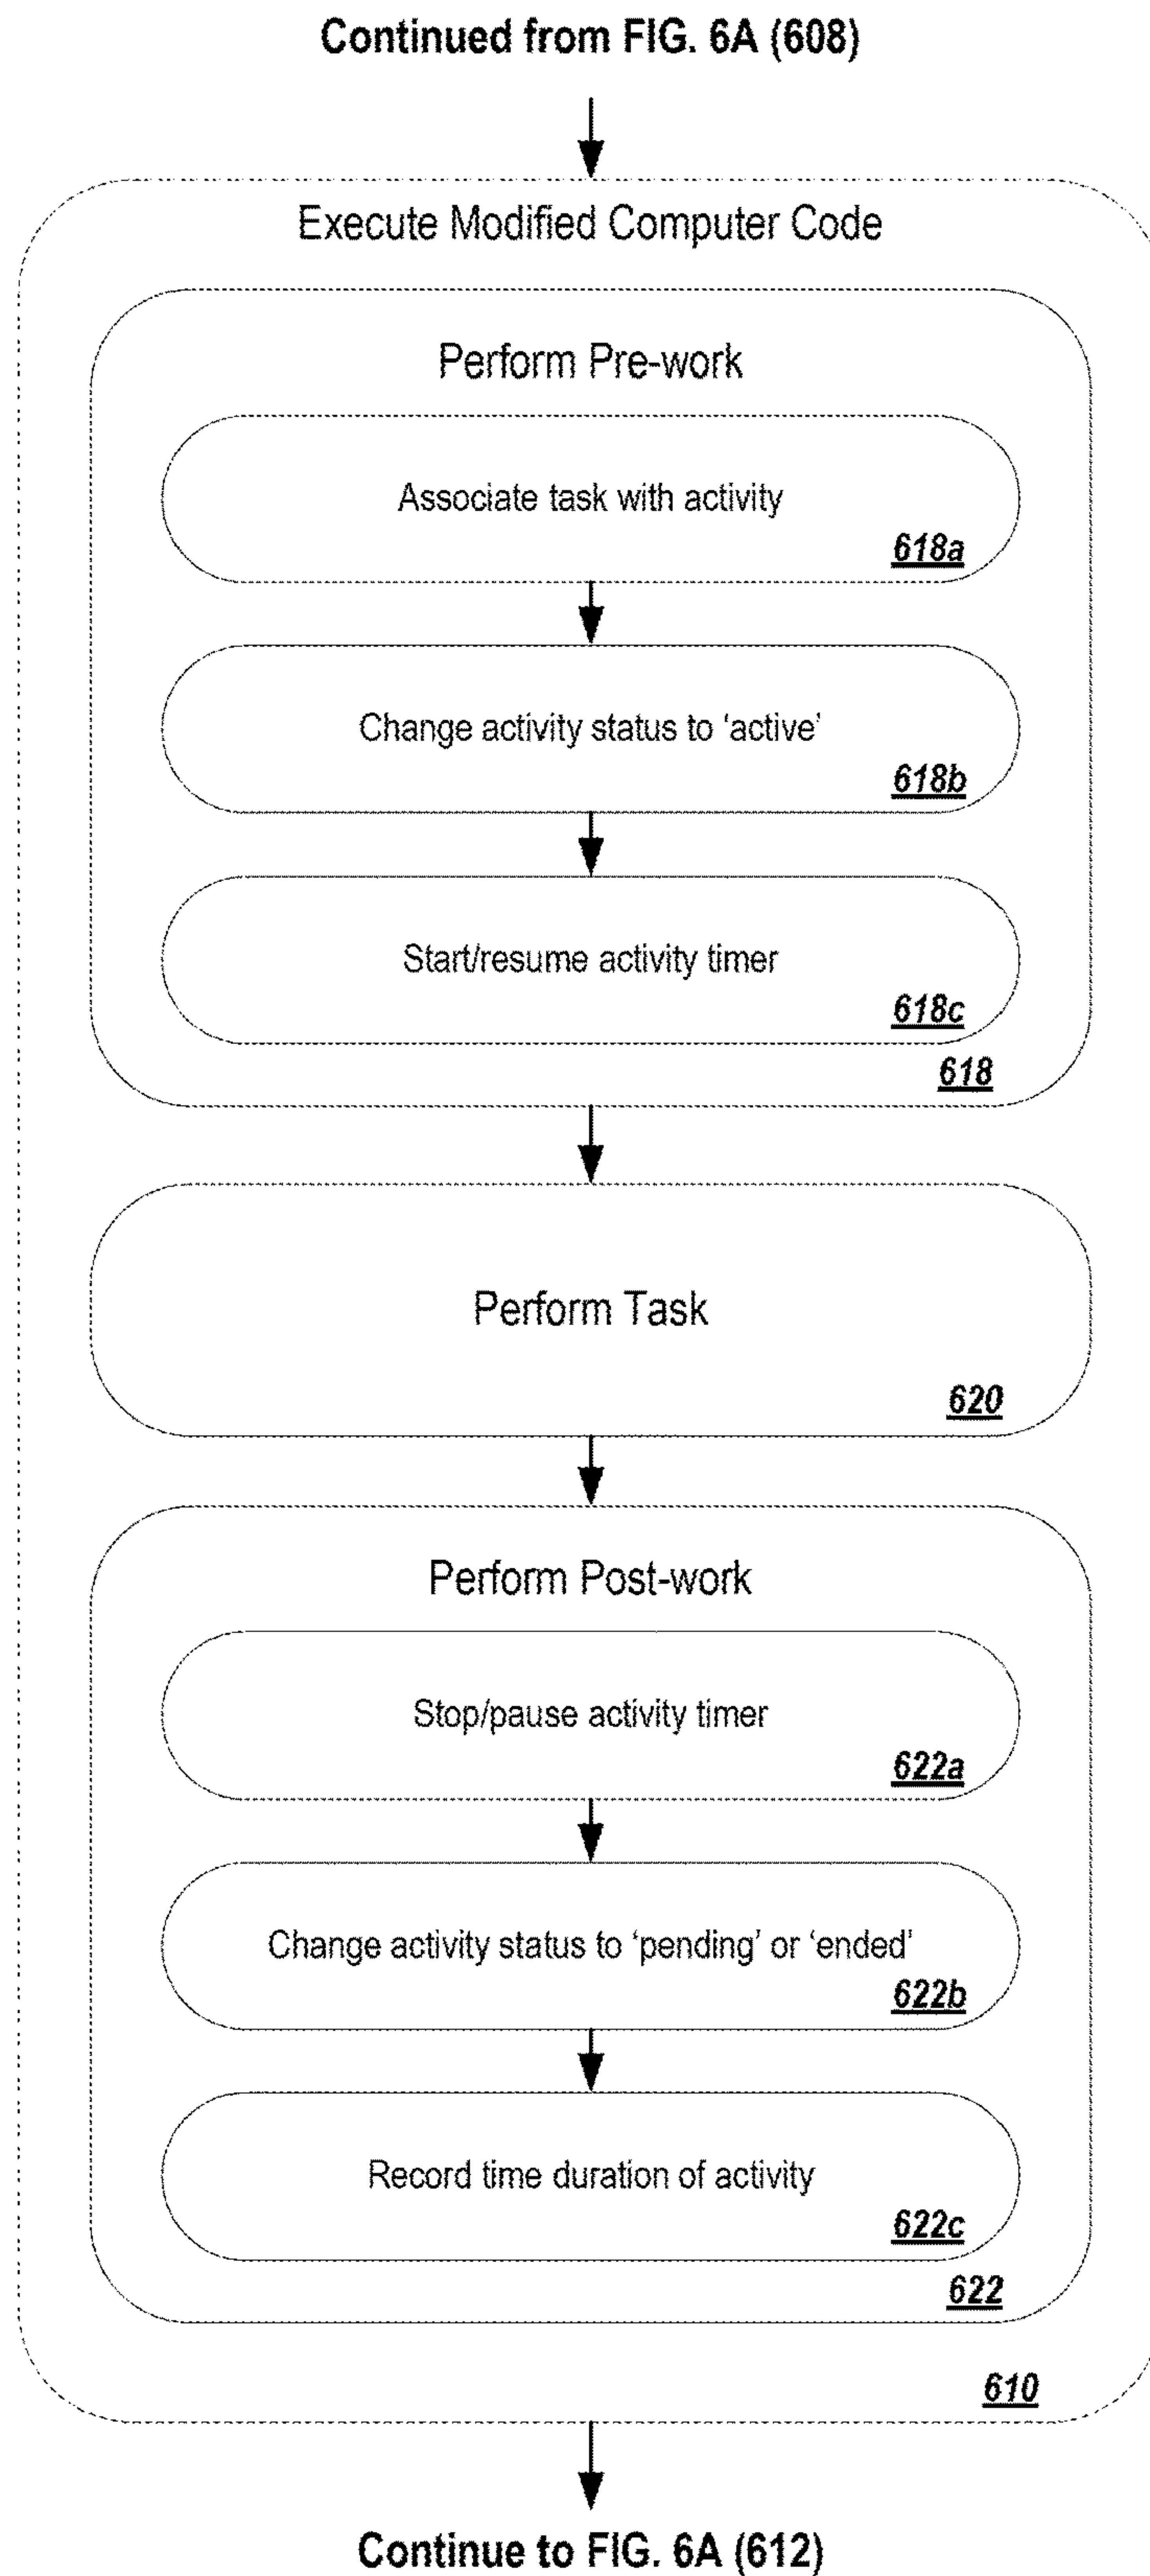 Continued from FIG. 6A (608)
Execute Modified Computer Code
Perform Pre-work
Associate task with activity
618a
Change activity status to ‘active’
618b
Start/resume activity timer
618c
618
Perform Task
620
Perform Post-work
Stop/pause activity timer
622a
Change activity status to ‘pending’ or ‘ended’
622b
Record time duration of activity
622c
622
610
Continue to FIG. 6A (612)